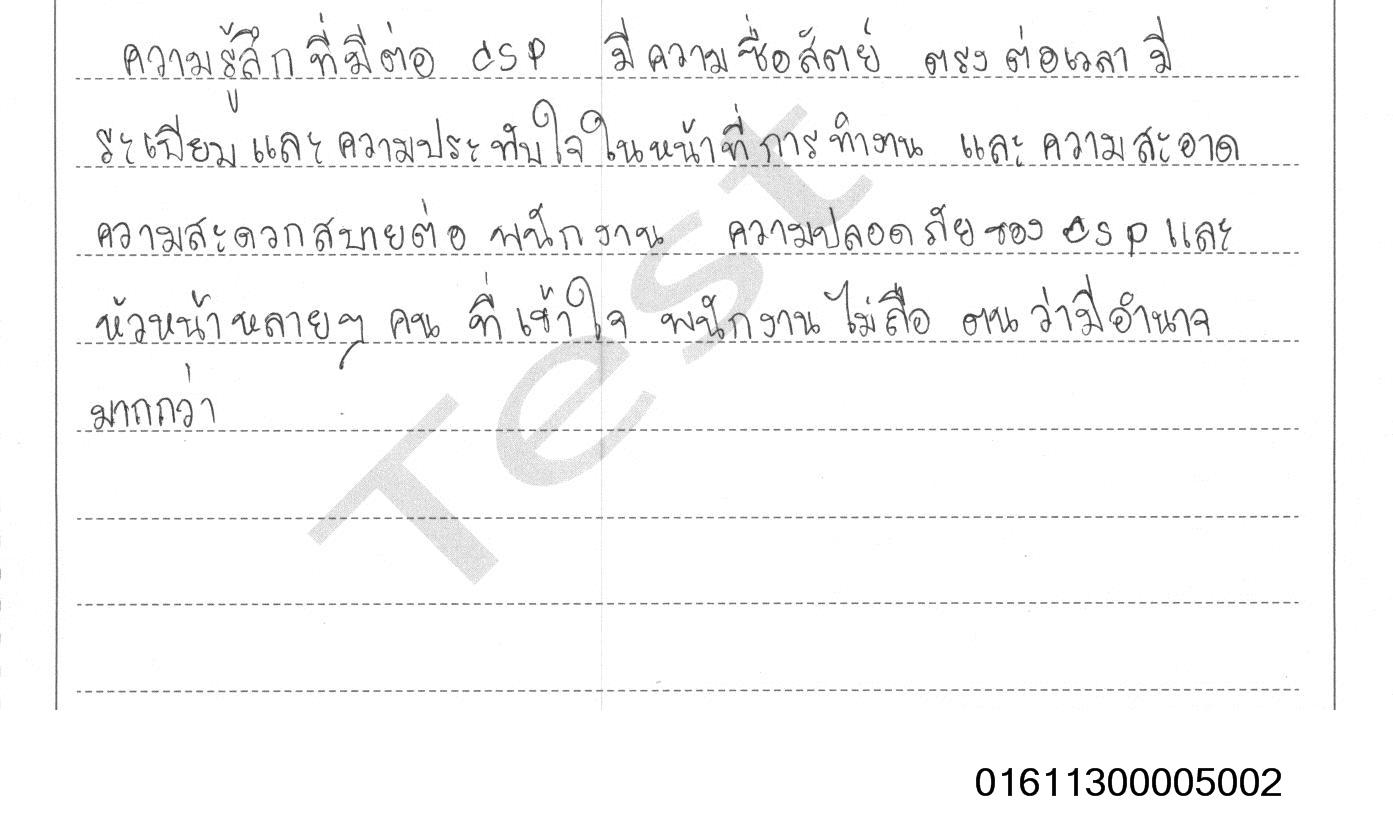 ความรู้สึกที่มีต่อ csp มีความซื่อสัตย์ ตรงต่อเวลา มี
ระเบียบและความประทับใจในหน้าที่การทำงาน และความสะอาด
ความสะดวกสบายต่อพนักงาน ความปลอดภัยของ csp และ
หัวหน้าหลายๆ คน ที่เข้าใจ พนักงานไม่ถือ ตนว่ามีอำนาจ
มากกว่า
Test
01611300005002